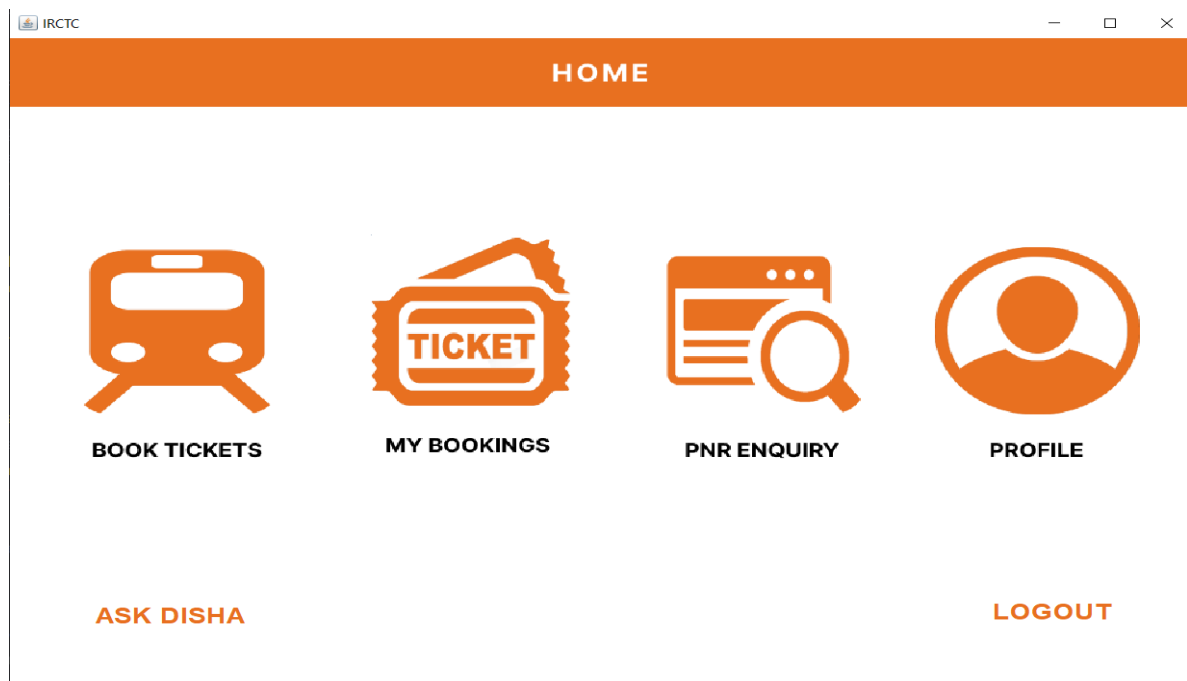 IRCTC
HOME
TICKET
BOOK TICKETS
MY BOOKINGS
PNR ENQUIRY
PROFILE
ASK DISHA
LOGOUT